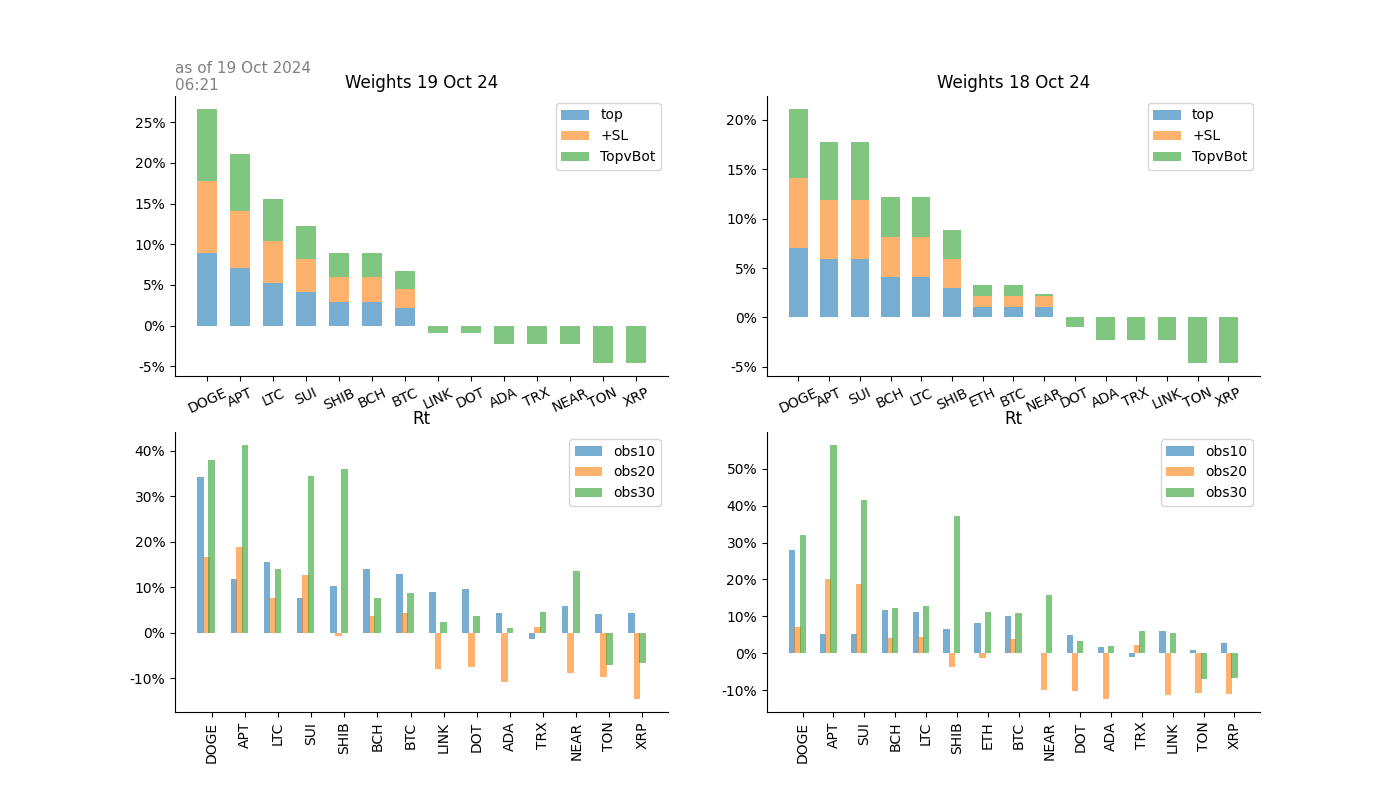 as of 19 Oct 2024
06:21
Weights 19 Oct 24
top
+SL
TopvBot
25%
20%
15%
10%
5%
0%
-5%
DOGE APT LTC SUI SHIB BCH BTC LINK DOT ADA TRX NEAR TON XRP
Weights 18 Oct 24
top
+SL
TopvBot
20%
15%
10%
5%
0%
-5%
DOGE APT SUI BCH LTC SHIB ETH BTC NEAR DOT ADA TRX LINK TON XRP
Rt
obs10
obs20
obs30
40%
30%
20%
10%
0%
-10%
DOGE APT LTC SUI SHIB BCH BTC LINK DOT ADA TRX NEAR TON XRP
Rt
obs10
obs20
obs30
50%
40%
30%
20%
10%
0%
-10%
DOGE APT SUI BCH LTC SHIB ETH BTC NEAR DOT ADA TRX LINK TON XRP